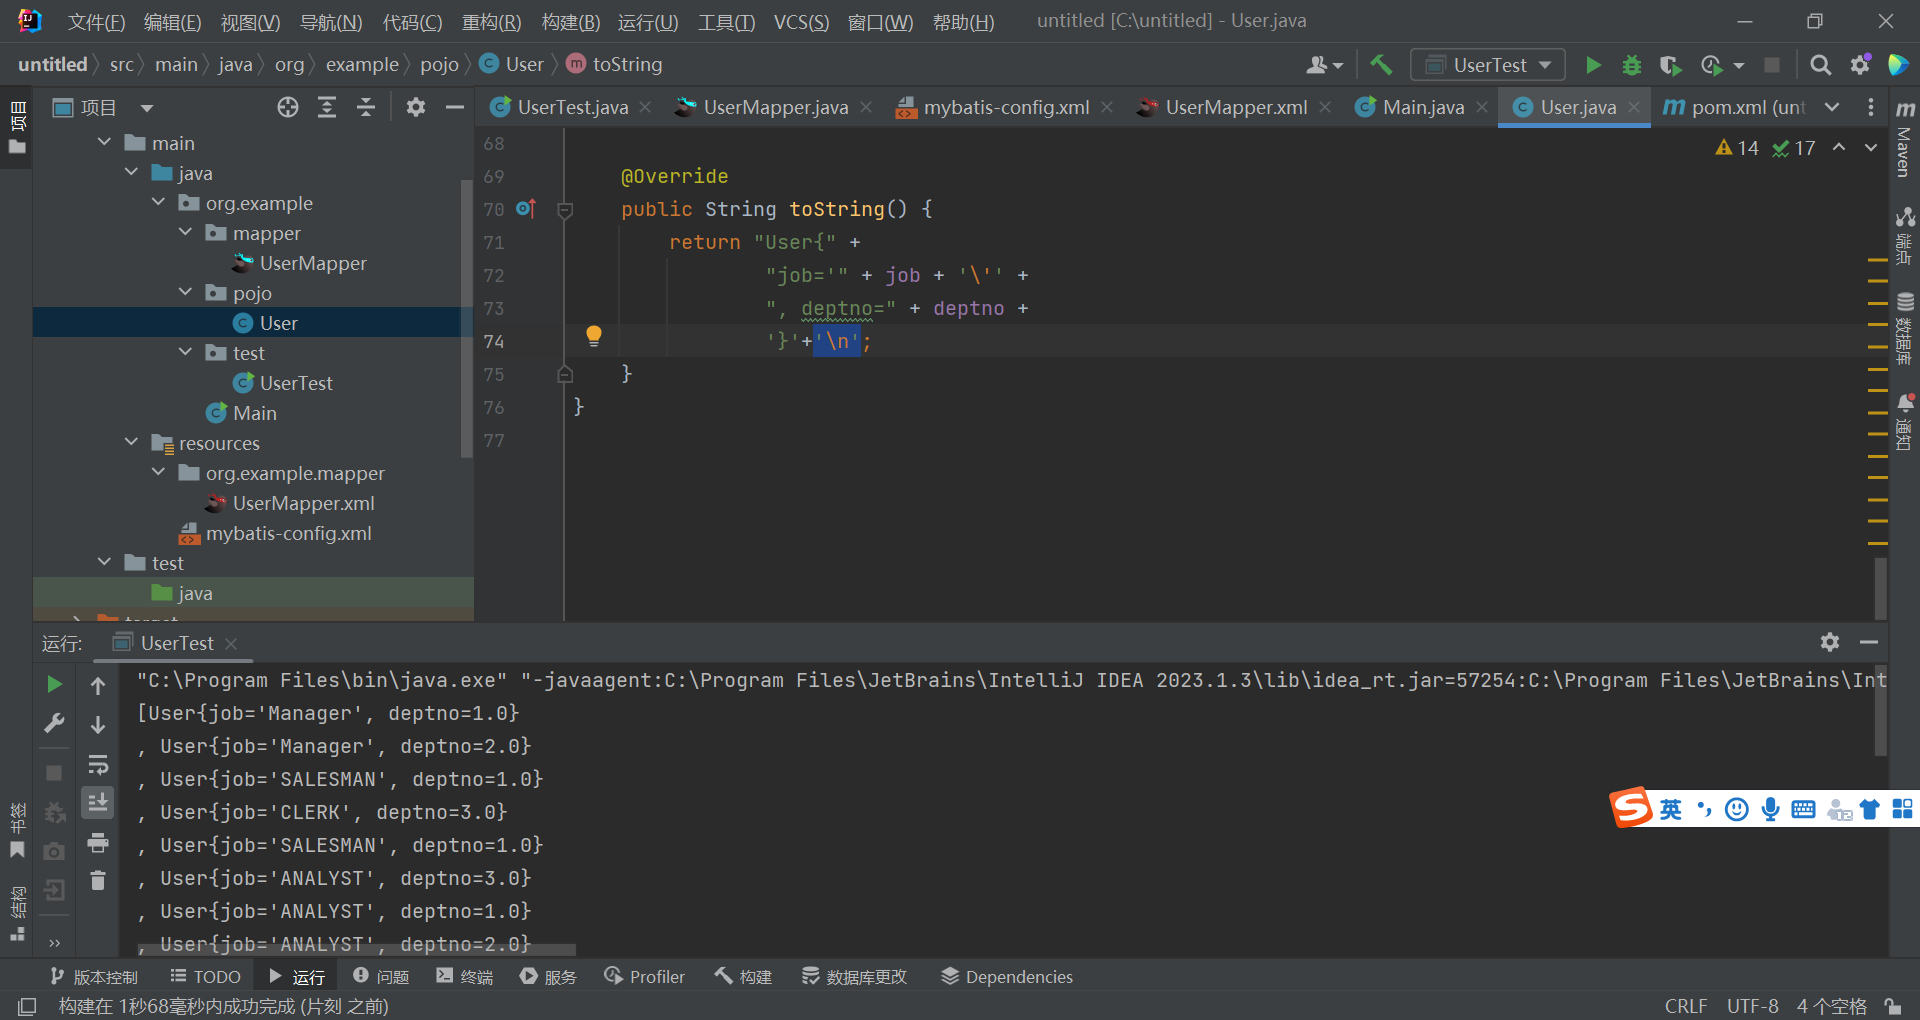 文件(F) 编辑(E) 视图(V) 导航(N) 代码(C) 重构(R) 构建(B) 运行(U) 工具(T) VCS(S) 窗口(W) 帮助(H) untitled [C:\untitled] - User.java
untitled src main java org example pojo User toString
UserTest
项目
UserTest.java UserMapper.java mybatis-config.xml UserMapper.xml Main.java User.java pom.xml (unt
main
java
org.example
mapper
UserMapper
pojo
User
test
UserTest
Main
resources
org.example.mapper
UserMapper.xml
mybatis-config.xml
test
java
14 17
68
69 @Override
70 public String toString() {
71 return "User{" +
72 "job='" + job + '\'' +
73 ", deptno=" + deptno +
74 '}'+'\n';
75 }
76 }
77
项目
书签
结构
Maven
端点
数据库
通知
运行: UserTest
"C:\Program Files\bin\java.exe" "-javaagent:C:\Program Files\JetBrains\IntelliJ IDEA 2023.1.3\lib\idea_rt.jar=57254:C:\Program Files\JetBrains\Int
[User{job='Manager', deptno=1.0}
, User{job='Manager', deptno=2.0}
, User{job='SALESMAN', deptno=1.0}
, User{job='CLERK', deptno=3.0}
, User{job='SALESMAN', deptno=1.0}
, User{job='ANALYST', deptno=3.0}
, User{job='ANALYST', deptno=1.0}
, User{job='ANALYST', deptno=2.0}
英
版本控制 TODO 运行 问题 终端 服务 Profiler 构建 数据库更改 Dependencies
构建在 1秒68毫秒内成功完成 (片刻 之前) CRLF UTF-8 4 个空格